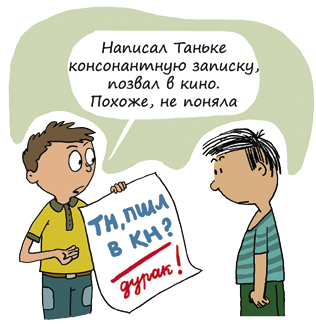 Написал Таньке
консонантную записку,
позвал в кино.
Похоже, не поняла
ТН, ПШЛ
В КН?
дурак!